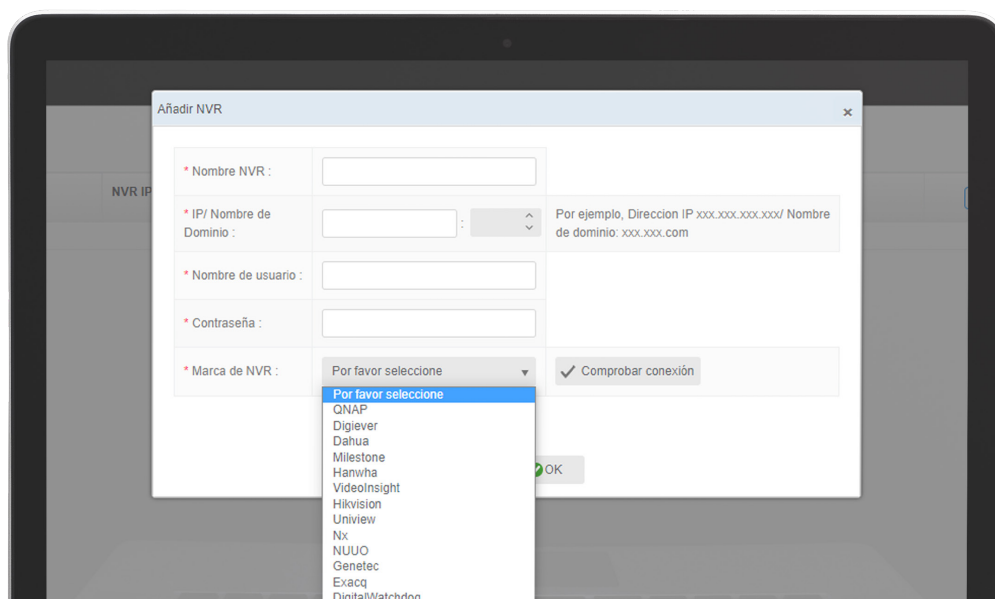 Añadir NVR
×
NVR IP
* Nombre NVR :
* IP/ Nombre de
Dominio :
:
Por ejemplo, Direccion IP xxx.xxx.xxx.xxx/ Nombre
de dominio: xxx.xxx.com
* Nombre de usuario :
* Contraseña :
* Marca de NVR :
Por favor seleccione
Comprobar conexiòn
Por favor seleccione
QNAP
Digiever
Dahua
Milestone
Hanwha
VideoInsight
Hikvision
Uniview
Nx
NUUO
Genetec
Exacq
DigitalWatchdog
OK